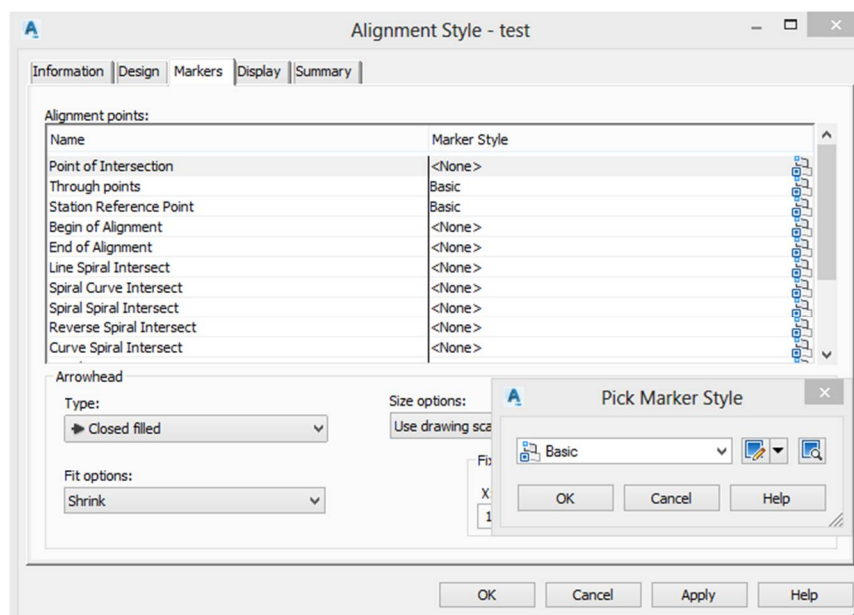 Alignment Style - test
Information Design Markers Display Summary
Alignment points:
Name Marker Style
Point of Intersection <None>
Through points Basic
Station Reference Point Basic
Begin of Alignment <None>
End of Alignment <None>
Line Spiral Intersect <None>
Spiral Curve Intersect <None>
Spiral Spiral Intersect <None>
Reverse Spiral Intersect <None>
Curve Spiral Intersect <None>
Arrowhead
Type:
Closed filled
Fit options:
Shrink
Size options:
Use drawing sca
X:
1
Pick Marker Style
Basic
OK Cancel Help
OK Cancel Apply Help